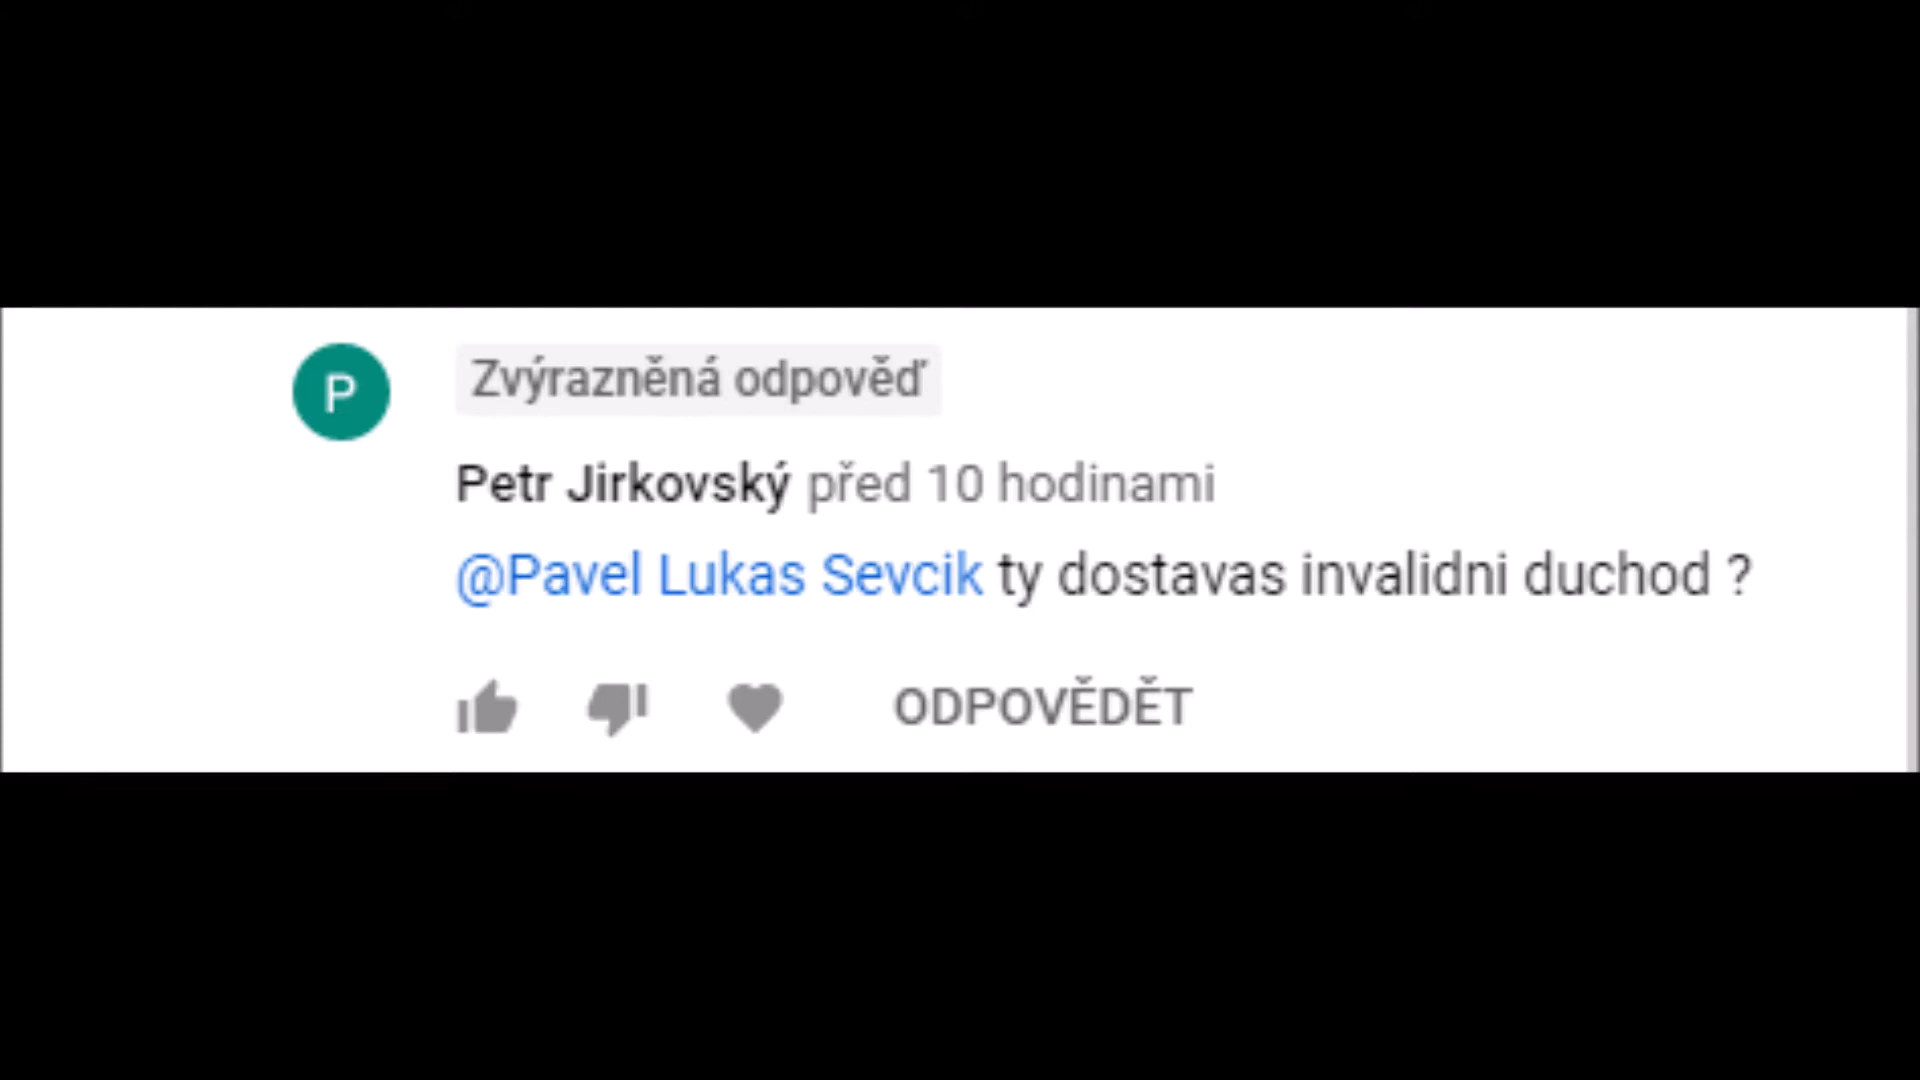 P
Zvýrazněná odpověď
Petr Jirkovský před 10 hodinami
@Pavel Lukas Sevcik ty dostavas invalidni duchod ?
ODPOVĚDĚT